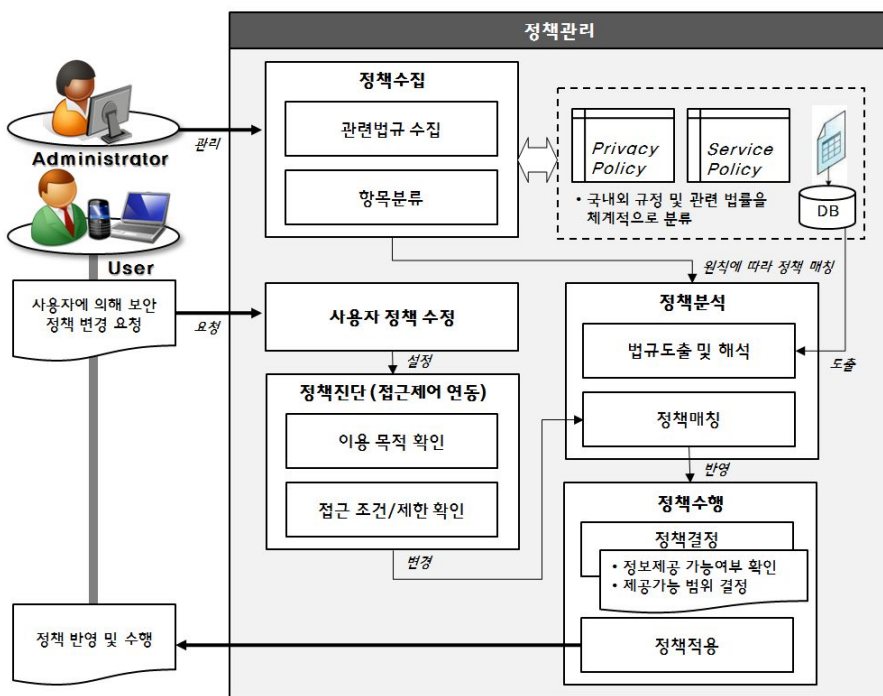 정책관리
정책수집
관련법규 수집
항목분류
Administrator
관리
User
Privacy
Policy
Service
Policy
DB
• 국내외 규정 및 관련 법률을
체계적으로 분류
원칙에 따라 정책 매칭
사용자에 의해 보안
정책 변경 요청
요청
사용자 정책 수정
설정
정책분석
법규도출 및 해석
도출
정책매칭
반영
정책진단 (접근제어 연동)
이용 목적 확인
접근 조건/제한 확인
변경
정책수행
정책결정
• 정보제공 가능여부 확인
• 제공가능 범위 결정
정책적용
정책 반영 및 수행